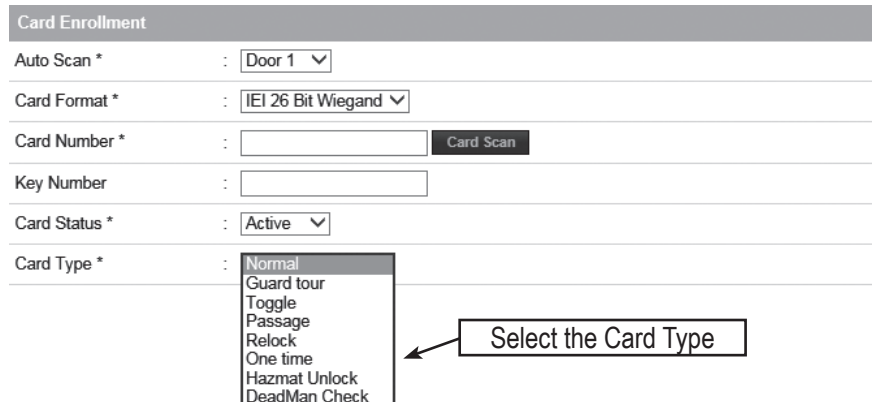 Card Enrollment
Auto Scan * : Door 1
Card Format * : IEI 26 Bit Wiegand
Card Number * : Card Scan
Key Number :
Card Status * : Active
Card Type * : Normal
Guard tour
Toggle
Passage
Relock
One time
Hazmat Unlock
DeadMan Check
Select the Card Type